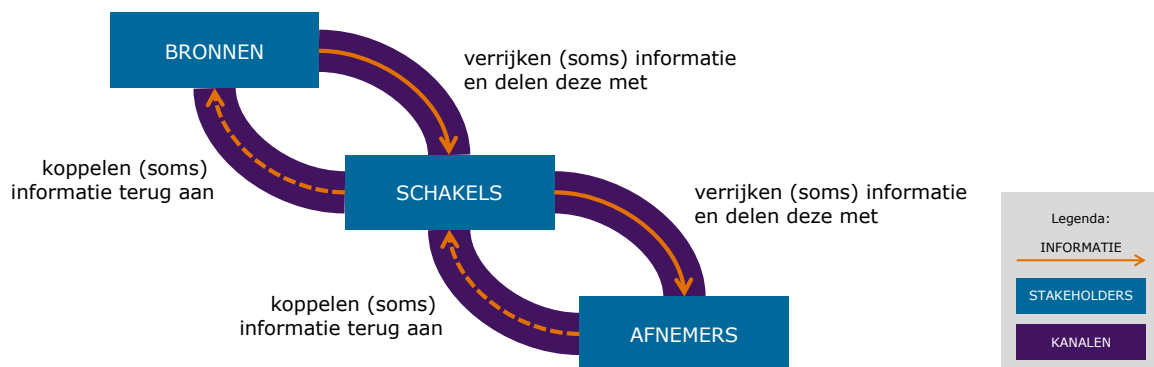 BRONNEN
verrijken (soms) informatie
en delen deze met
koppelen (soms)
informatie terug aan
SCHAKELS
verrijken (soms) informatie
en delen deze met
koppelen (soms)
informatie terug aan
AFNEMERS
Legenda:
INFORMATIE
STAKEHOLDERS
KANALEN